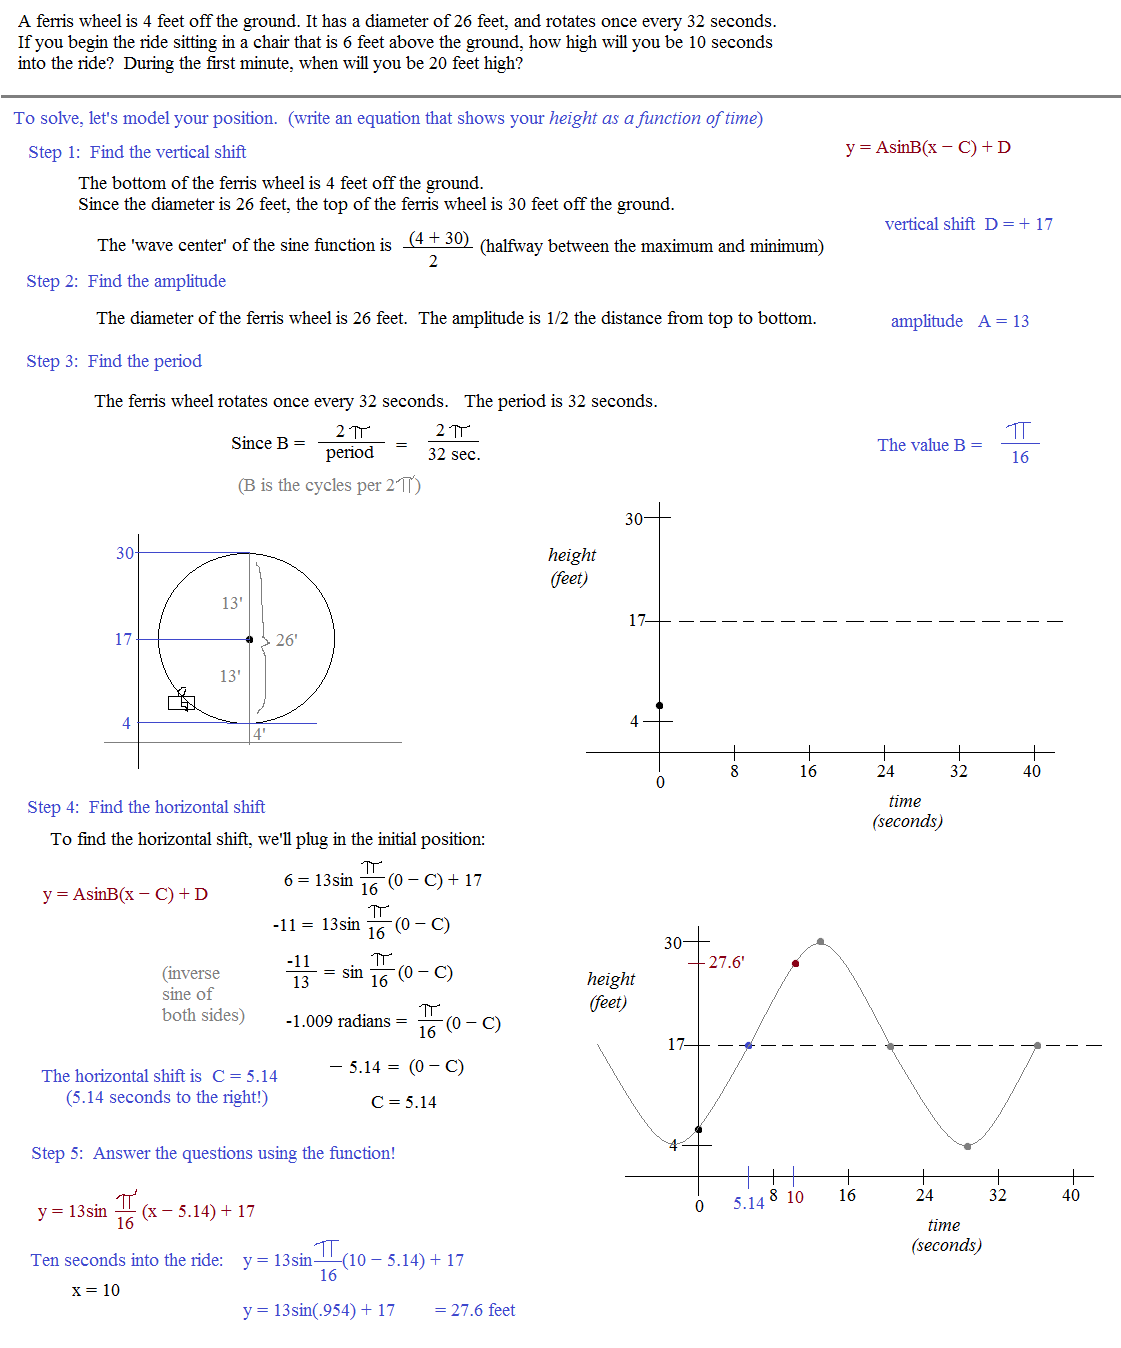 A ferris wheel is 4 feet off the ground. It has a diameter of 26 feet, and rotates once every 32 seconds.
If you begin the ride sitting in a chair that is 6 feet above the ground, how high will you be 10 seconds
into the ride? During the first minute, when will you be 20 feet high?
To solve, let's model your position. (write an equation that shows your height as a function of time)
Step 1: Find the vertical shift
y = AsinB(x − C) + D
The bottom of the ferris wheel is 4 feet off the ground.
Since the diameter is 26 feet, the top of the ferris wheel is 30 feet off the ground.
vertical shift D = + 17
The 'wave center' of the sine function is (4 + 30) / 2 (halfway between the maximum and minimum)
Step 2: Find the amplitude
The diameter of the ferris wheel is 26 feet. The amplitude is 1/2 the distance from top to bottom.
amplitude A = 13
Step 3: Find the period
The ferris wheel rotates once every 32 seconds. The period is 32 seconds.
Since B = 2π / period = 2π / 32 sec.
The value B = π / 16
(B is the cycles per 2π)
30
13'
17
26'
13'
4
4'
30
height
(feet)
17
4
0
8
16
24
32
40
time
(seconds)
Step 4: Find the horizontal shift
To find the horizontal shift, we'll plug in the initial position:
y = AsinB(x − C) + D
6 = 13sin π/16 (0 − C) + 17
-11 = 13sin π/16 (0 − C)
-11/13 = sin π/16 (0 − C)
(inverse
sine of
both sides)
-1.009 radians = π/16 (0 − C)
− 5.14 = (0 − C)
C = 5.14
The horizontal shift is C = 5.14
(5.14 seconds to the right!)
30
27.6'
height
(feet)
17
4
0
5.14
8
10
16
24
32
40
time
(seconds)
Step 5: Answer the questions using the function!
y = 13sin π/16 (x − 5.14) + 17
Ten seconds into the ride: y = 13sin π/16 (10 − 5.14) + 17
x = 10
y = 13sin(.954) + 17 = 27.6 feet